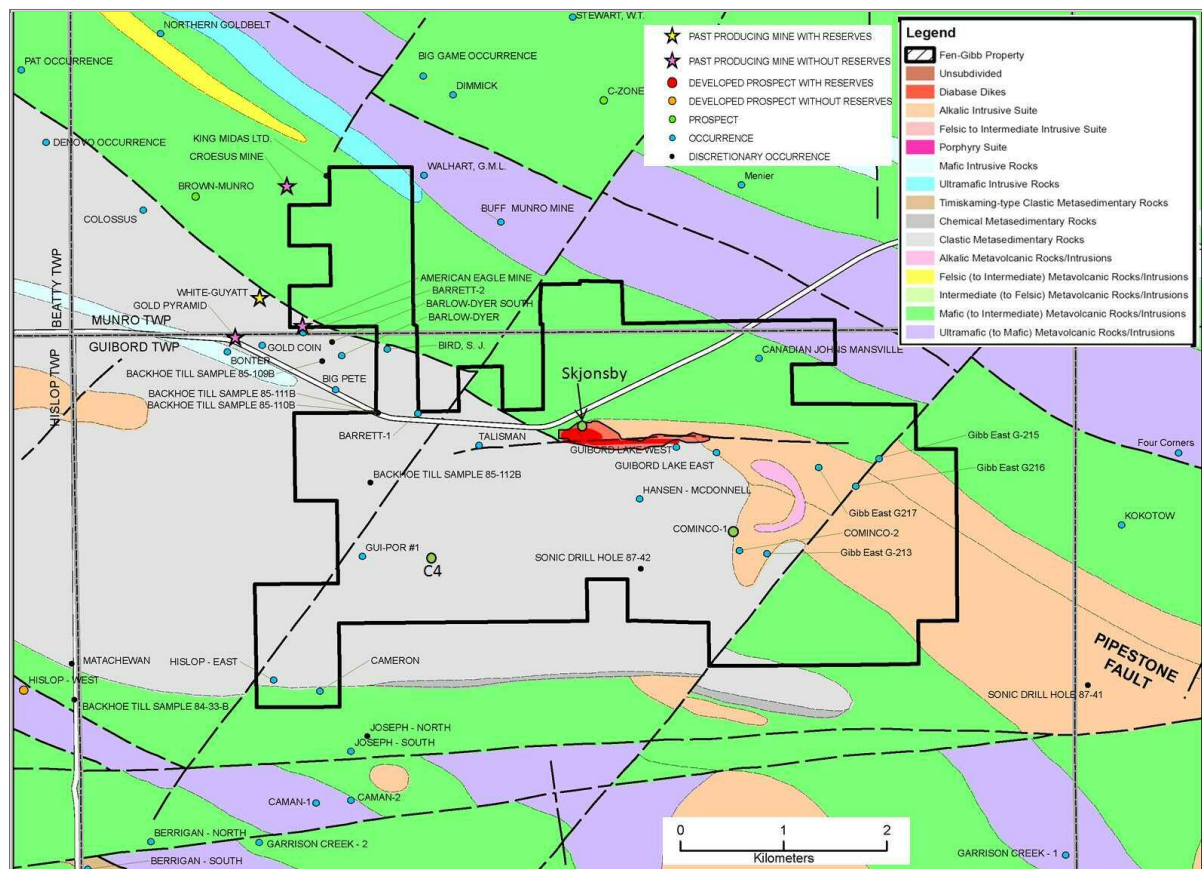 NORTHERN GOLDBELT
STEWART, W.T.
PAT OCCURRENCE
BIG GAME OCCURRENCE
DIMMICK
C-ZONE
PAST PRODUCING MINE WITH RESERVES
PAST PRODUCING MINE WITHOUT RESERVES
DEVELOPED PROSPECT WITH RESERVES
DEVELOPED PROSPECT WITHOUT RESERVES
PROSPECT
OCCURRENCE
DISCRETIONARY OCCURRENCE
Legend
Fen-Gibb Property
Unsubdivided
Diabase Dikes
Alkalic Intrusive Suite
Felsic to Intermediate Intrusive Suite
Porphyry Suite
Mafic Intrusive Rocks
Ultramafic Intrusive Rocks
Timiskaming-type Clastic Metasedimentary Rocks
Chemical Metasedimentary Rocks
Clastic Metasedimentary Rocks
Alkalic Metavolcanic Rocks/Intrusions
Felsic (to Intermediate) Metavolcanic Rocks/Intrusions
Intermediate (to Felsic) Metavolcanic Rocks/Intrusions
Mafic (to Intermediate) Metavolcanic Rocks/Intrusions
Ultramafic (to Mafic) Metavolcanic Rocks/Intrusions
DENOVO OCCURRENCE
KING MIDAS LTD.
CROESUS MINE
BROWN-MUNRO
COLOSSUS
WALHART, G.M.L.
BUFF MUNRO MINE
Menier
BEATTY TWP
HISLOP TWP
MUNRO TWP
GUIBORD TWP
WHITE-GUYATT
GOLD PYRAMID
AMERICAN EAGLE MINE
BARRETT-2
BARLOW-DYER SOUTH
BARLOW-DYER
BIRD, S. J.
GOLD COIN
BONTER
BACKHOE TILL SAMPLE 85-109B
BIG PETE
BACKHOE TILL SAMPLE 85-111B
BACKHOE TILL SAMPLE 85-110B
CANADIAN JOHNS MANSVILLE
Skjonsby
BARRETT-1
TALISMAN
GUIBORD LAKE WEST
GUIBORD LAKE EAST
Gibb East G-215
Four Corners
Gibb East G216
BACKHOE TILL SAMPLE 85-112B
HANSEN - MCDONNELL
Gibb East G217
KOKOTOW
COMINCO-1
COMINCO-2
Gibb East G-213
GUI-POR #1
C4
SONIC DRILL HOLE 87-42
PIPESTONE
FAULT
MATACHEWAN
HISLOP - EAST
CAMERON
HISLOP - WEST
BACKHOE TILL SAMPLE 84-33-B
SONIC DRILL HOLE 87-41
JOSEPH - NORTH
JOSEPH - SOUTH
CAMAN-1
CAMAN-2
BERRIGAN - NORTH
GARRISON CREEK - 2
BERRIGAN - SOUTH
0 1 2
Kilometers
GARRISON CREEK - 1